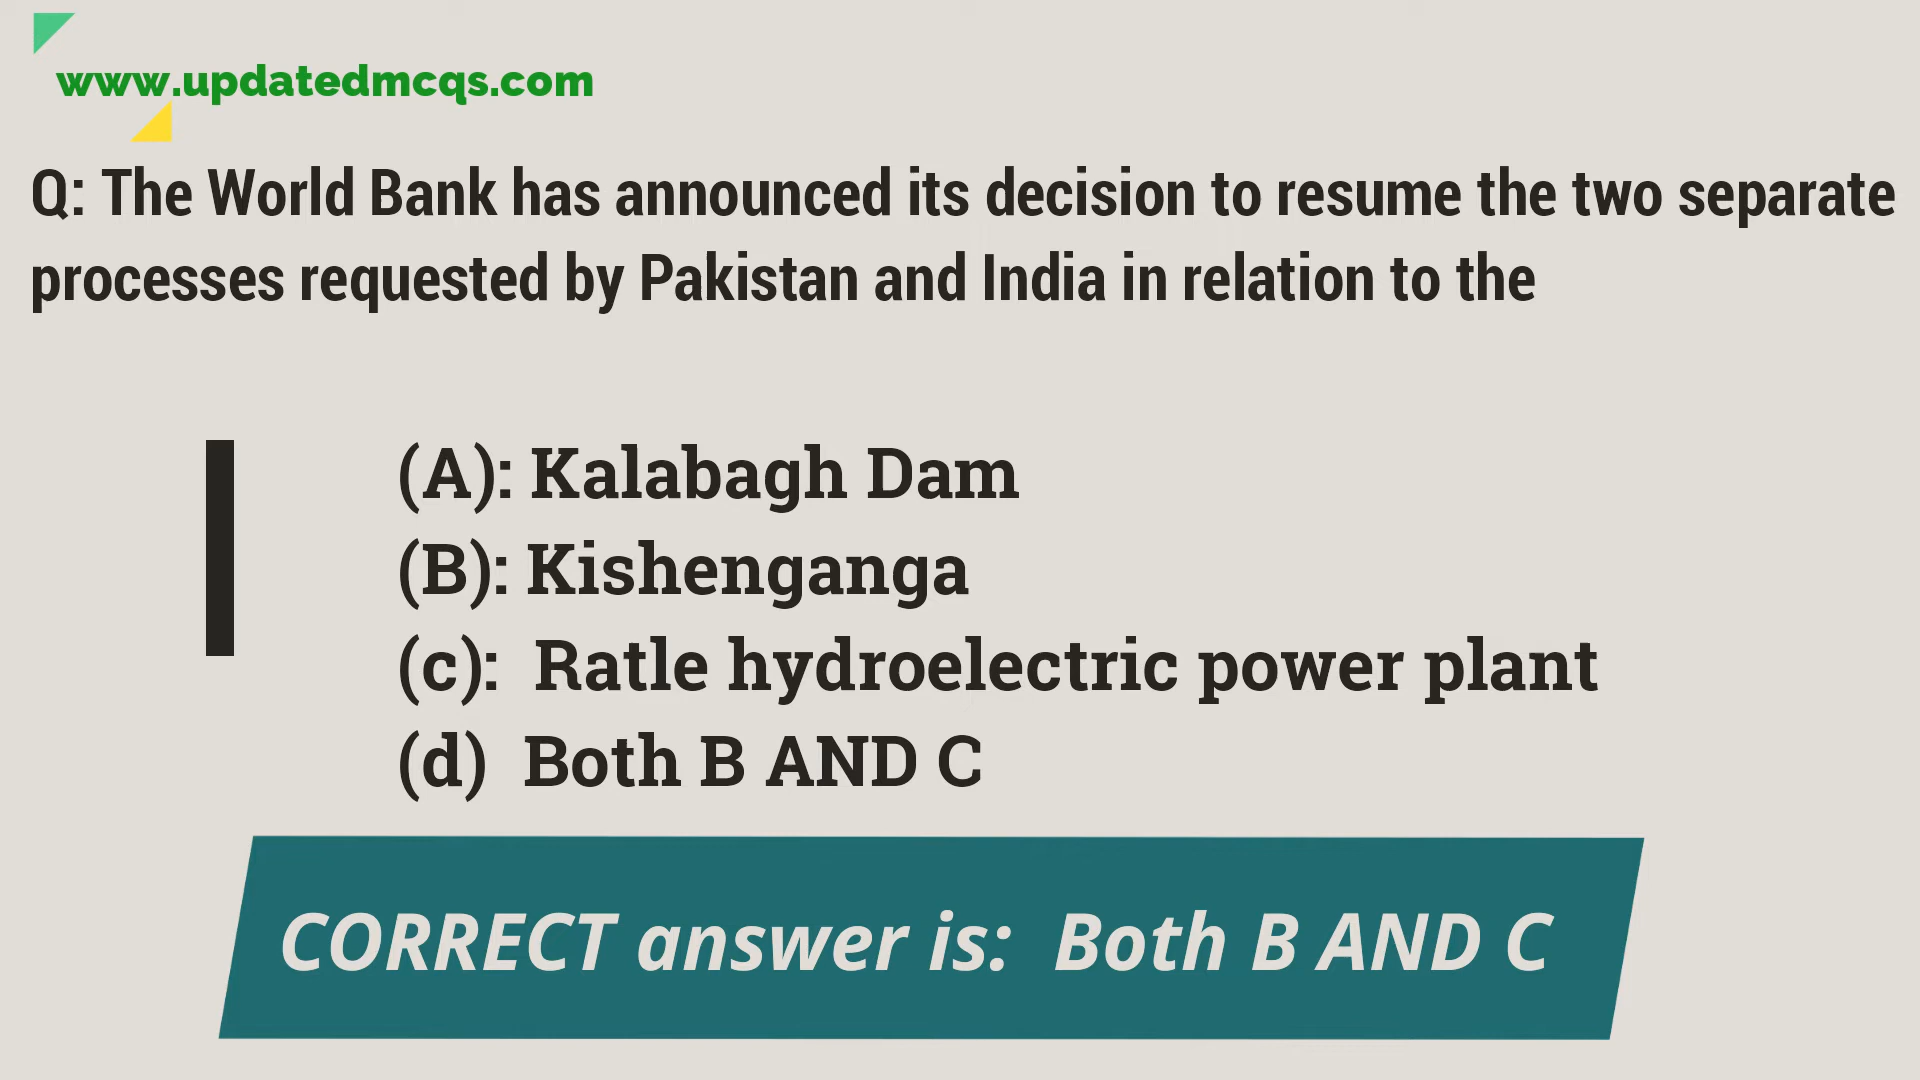 www.updatedmcqs.com
Q: The World Bank has announced its decision to resume the two separate
processes requested by Pakistan and India in relation to the
(A): Kalabagh Dam
(B): Kishenganga
(c): Ratle hydroelectric power plant
(d) Both B AND C
CORRECT answer is: Both B AND C